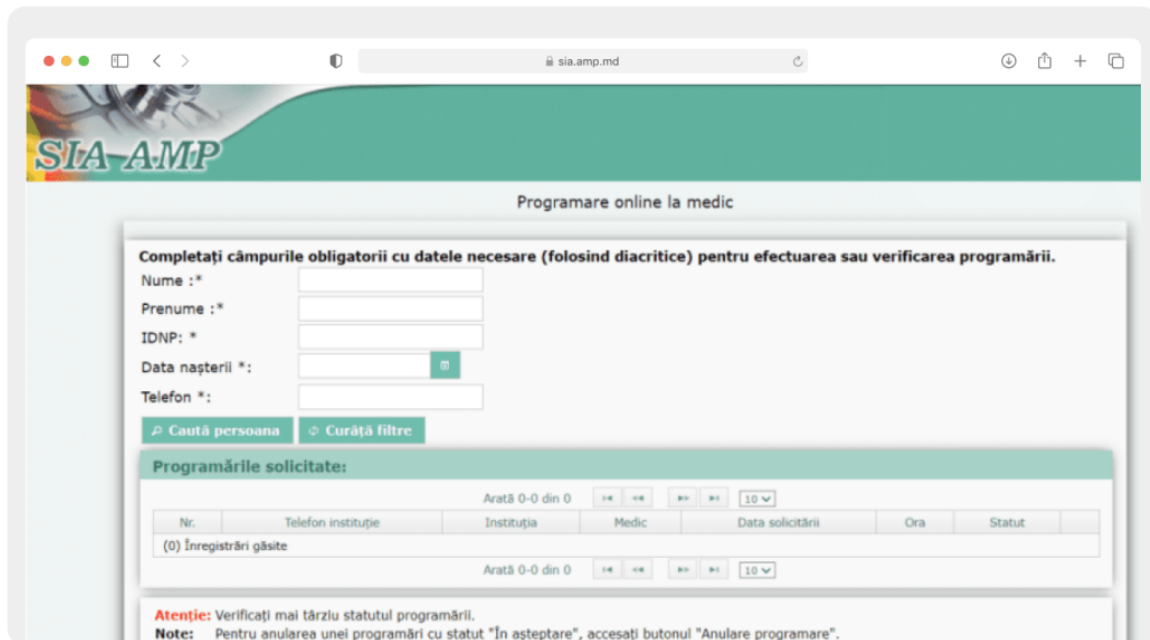 sia.amp.md
SIA AMP
Programare online la medic
Completați câmpurile obligatorii cu datele necesare (folosind diacritice) pentru efectuarea sau verificarea programării.
Nume :*
Prenume :*
IDNP: *
Data nașterii *:
Telefon *:
Caută persoana Curăță filtre
Programările solicitate:
Arată 0-0 din 0 10
Nr. Telefon instituție Instituția Medic Data solicitării Ora Statut
(0) Înregistrări găsite
Arată 0-0 din 0 10
Atenție: Verificați mai târziu statutul programării.
Note: Pentru anularea unei programări cu statut "În așteptare", accesați butonul "Anulare programare".